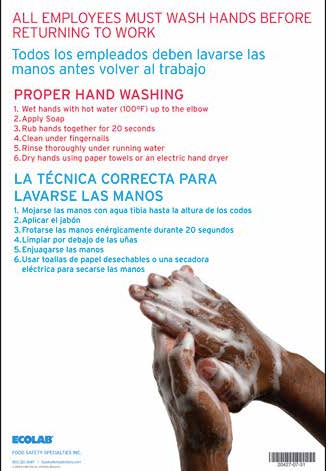 ALL EMPLOYEES MUST WASH HANDS BEFORE
RETURNING TO WORK
Todos los empleados deben lavarse las
manos antes volver al trabajo
PROPER HAND WASHING
1. Wet hands with hot water (100ºF) up to the elbow
2. Apply Soap
3. Rub hands together for 20 seconds
4. Clean under fingernails
5. Rinse thoroughly under running water
6. Dry hands using paper towels or an electric hand dryer
LA TÉCNICA CORRECTA PARA
LAVARSE LAS MANOS
1. Mojarse las manos con agua tibia hasta la altura de los codos
2. Aplicar el jabón
3. Frotarse las manos enérgicamente durante 20 segundos
4. Limpiar por debajo de las uñas
5. Enjuagarse las manos
6. Usar toallas de papel desechables o una secadora
eléctrica para secarse las manos
ECOLAB
FOOD SAFETY SPECIALTIES INC.
20427-07-31